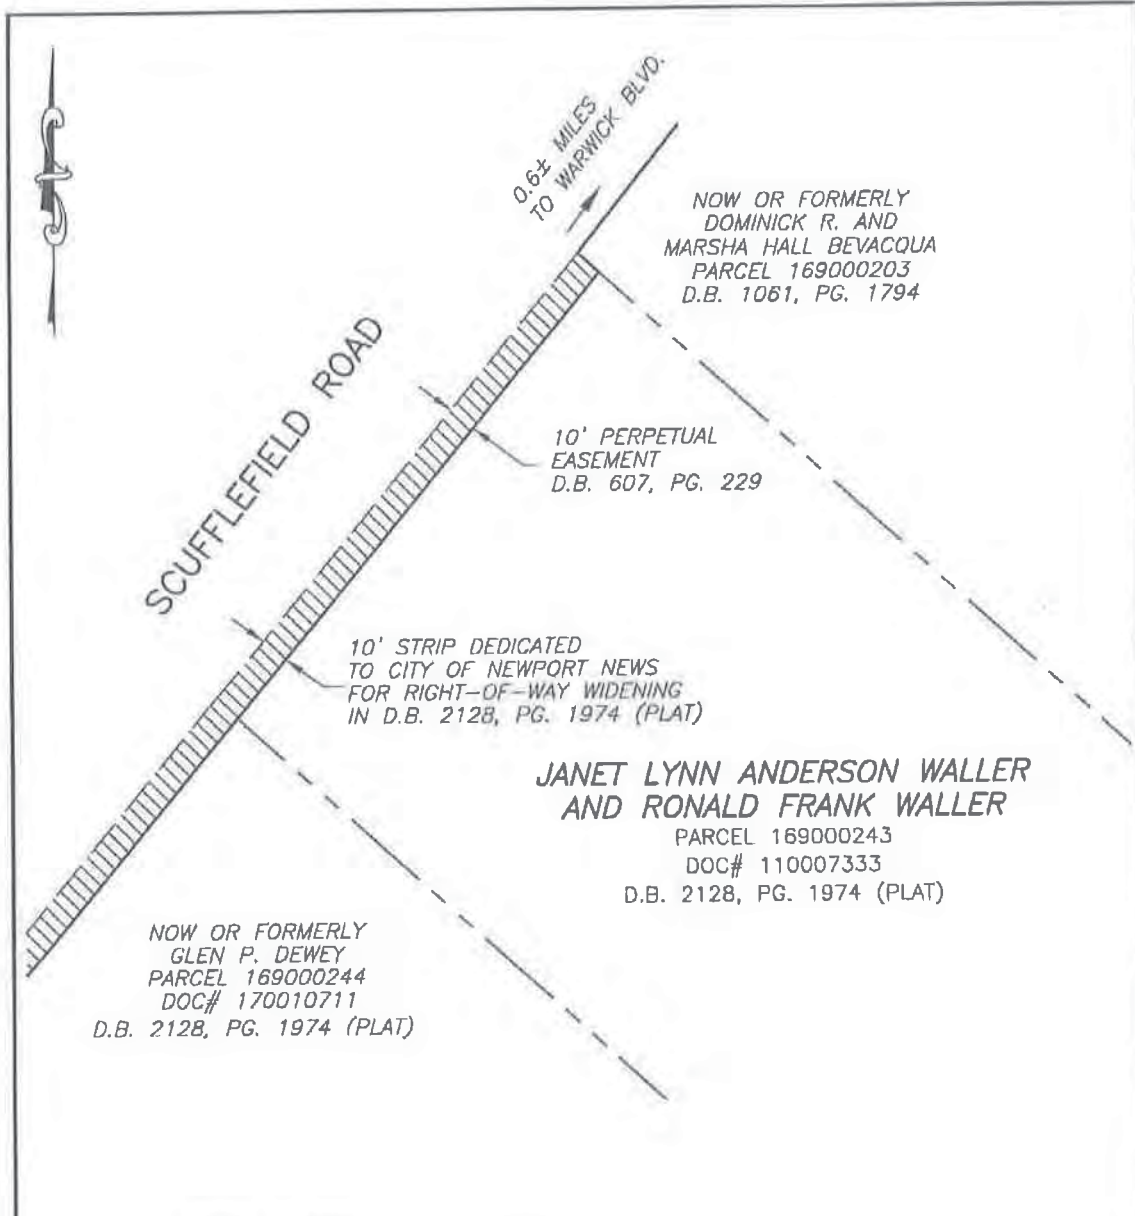 0.6± MILES
TO WARWICK BLVD.
NOW OR FORMERLY
DOMINICK R. AND
MARSHA HALL BEVACQUA
PARCEL 169000203
D.B. 1061, PG. 1794
SCUFFLEFIELD ROAD
10' PERPETUAL
EASEMENT
D.B. 607, PG. 229
10' STRIP DEDICATED
TO CITY OF NEWPORT NEWS
FOR RIGHT-OF-WAY WIDENING
IN D.B. 2128, PG. 1974 (PLAT)
JANET LYNN ANDERSON WALLER
AND RONALD FRANK WALLER
PARCEL 169000243
DOC# 110007333
D.B. 2128, PG. 1974 (PLAT)
NOW OR FORMERLY
GLEN P. DEWEY
PARCEL 169000244
DOC# 170010711
D.B. 2128, PG. 1974 (PLAT)